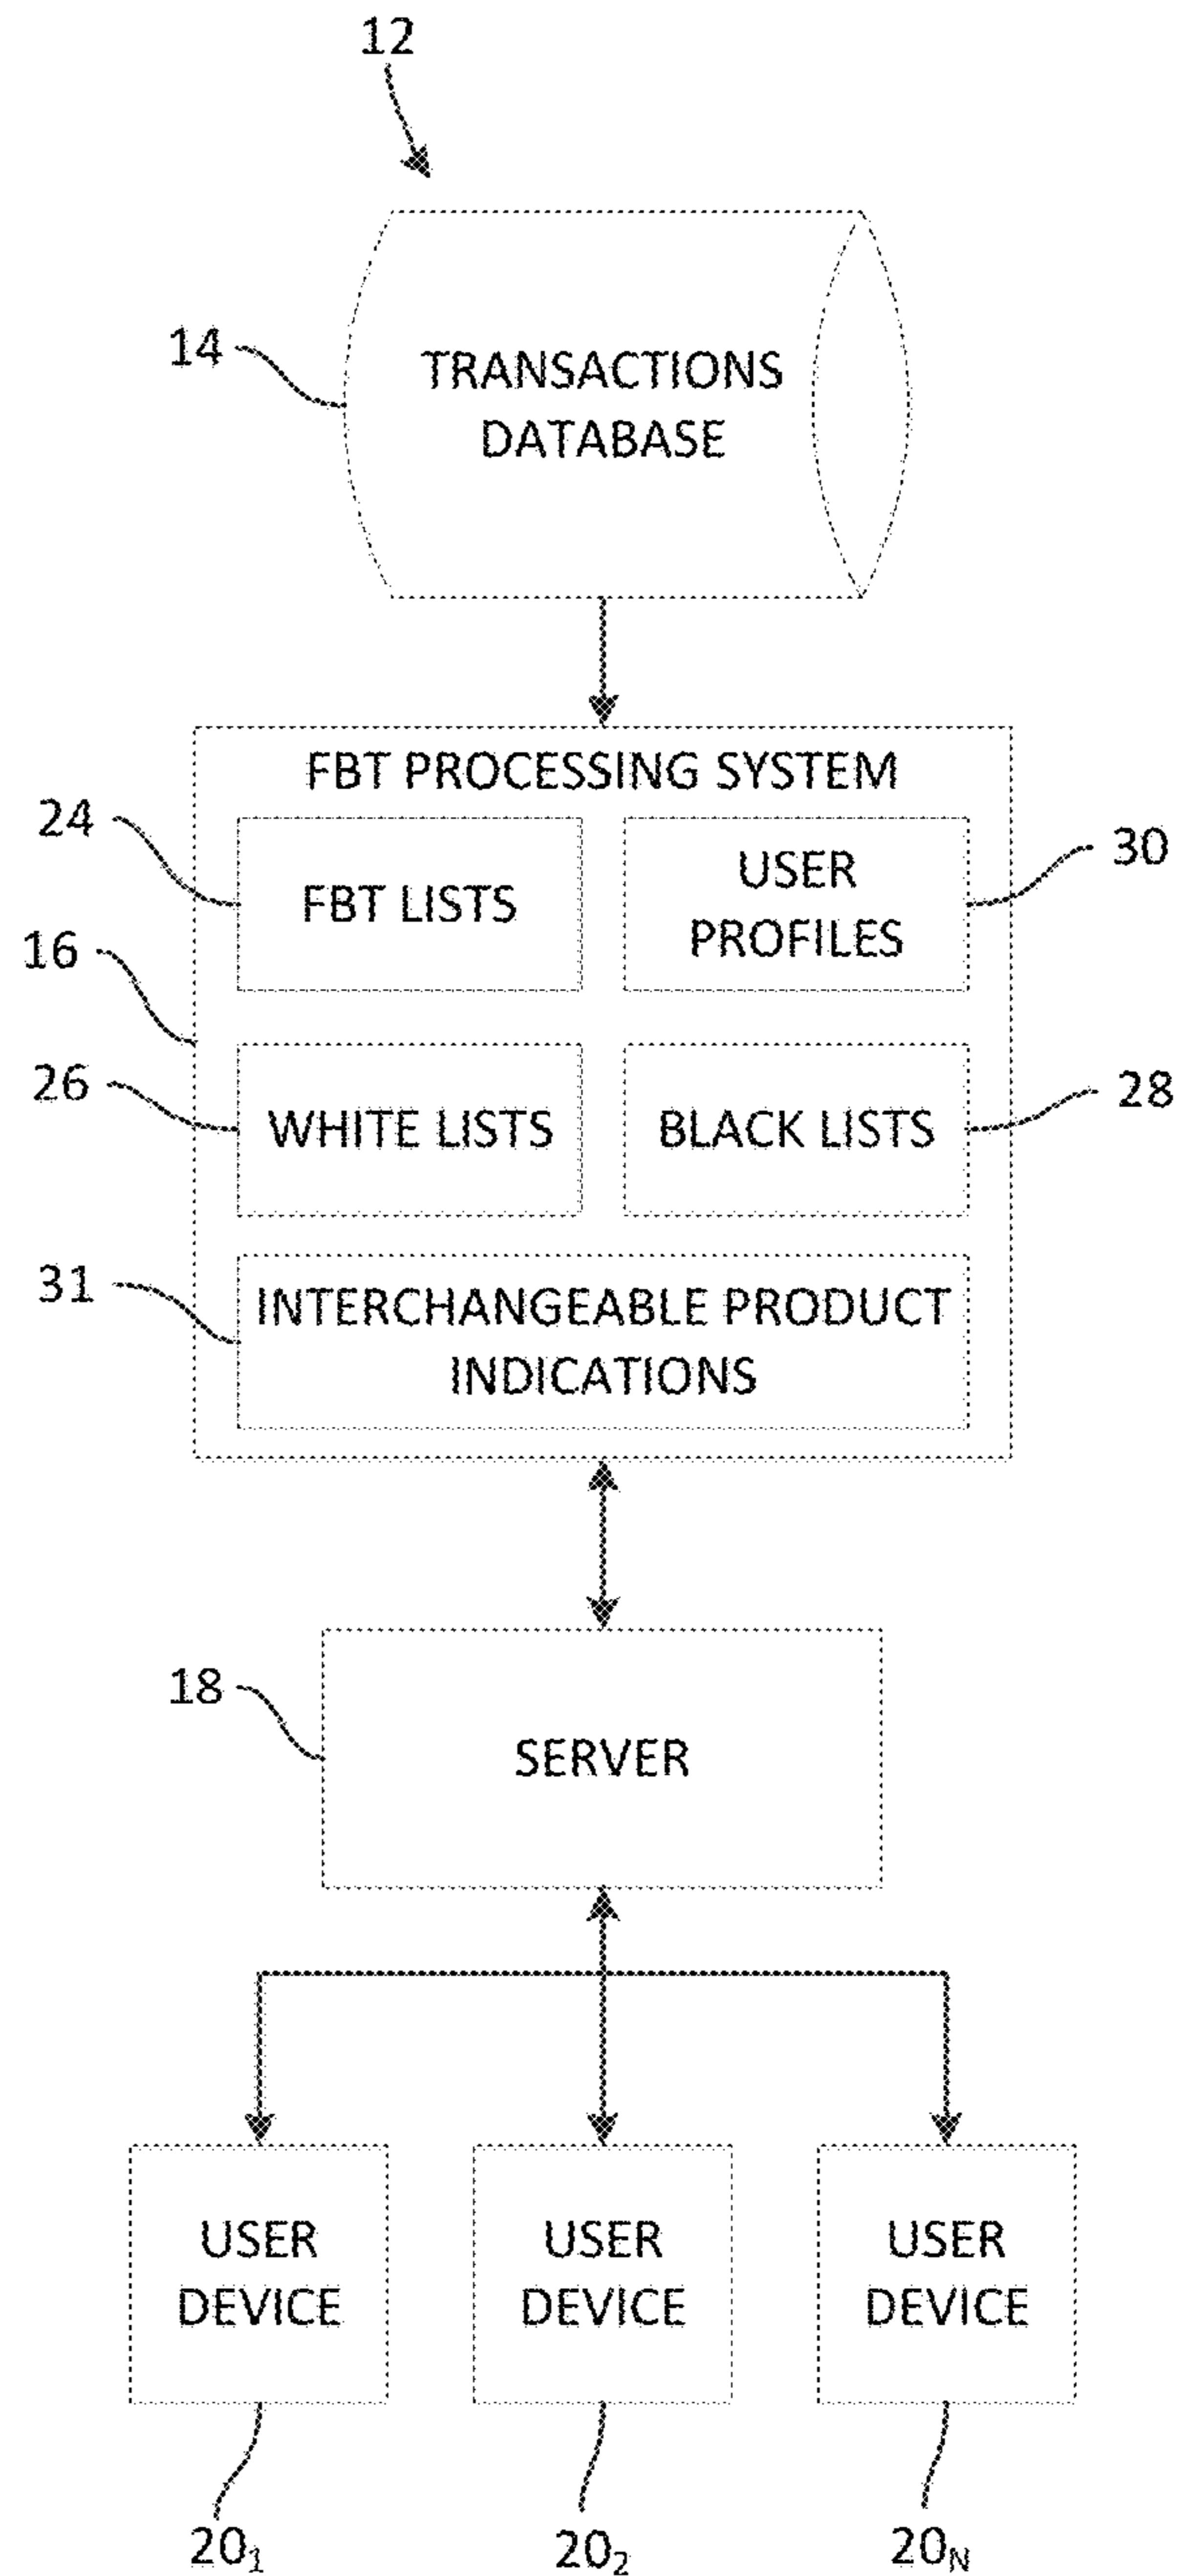 12
14
TRANSACTIONS
DATABASE
FBT PROCESSING SYSTEM
24
FBT LISTS
USER
PROFILES
30
16
26
WHITE LISTS
BLACK LISTS
28
31
INTERCHANGEABLE PRODUCT
INDICATIONS
18
SERVER
USER
DEVICE
USER
DEVICE
USER
DEVICE
20₁
20₂
20N